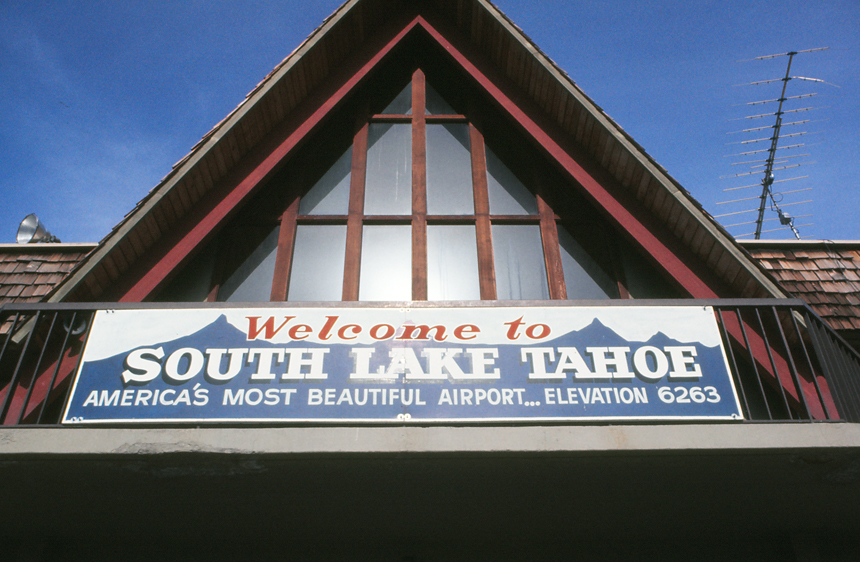 Welcome to
SOUTH LAKE TAHOE
AMERICA'S MOST BEAUTIFUL AIRPORT... ELEVATION 6263